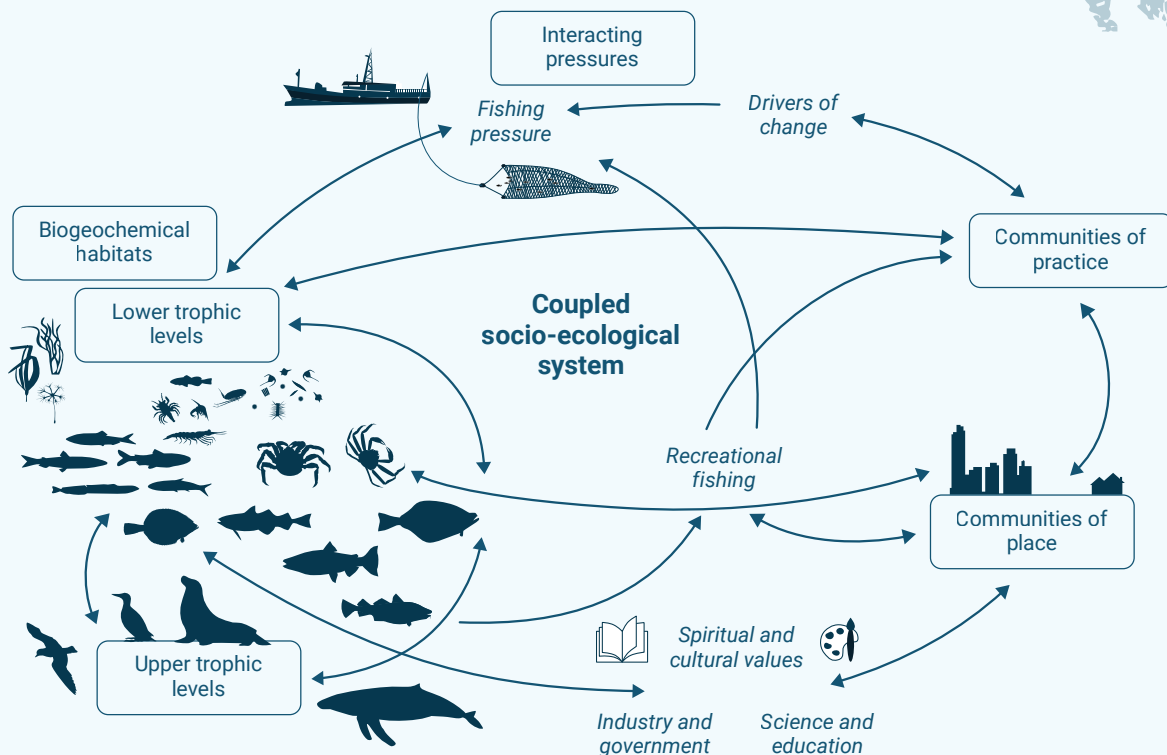 Interacting
pressures
Fishing
pressure
Drivers of
change
Biogeochemical
habitats
Communities of
practice
Lower trophic
levels
Coupled
socio-ecological
system
Recreational
fishing
Communities of
place
Spiritual and
cultural values
Upper trophic
levels
Industry and
government
Science and
education